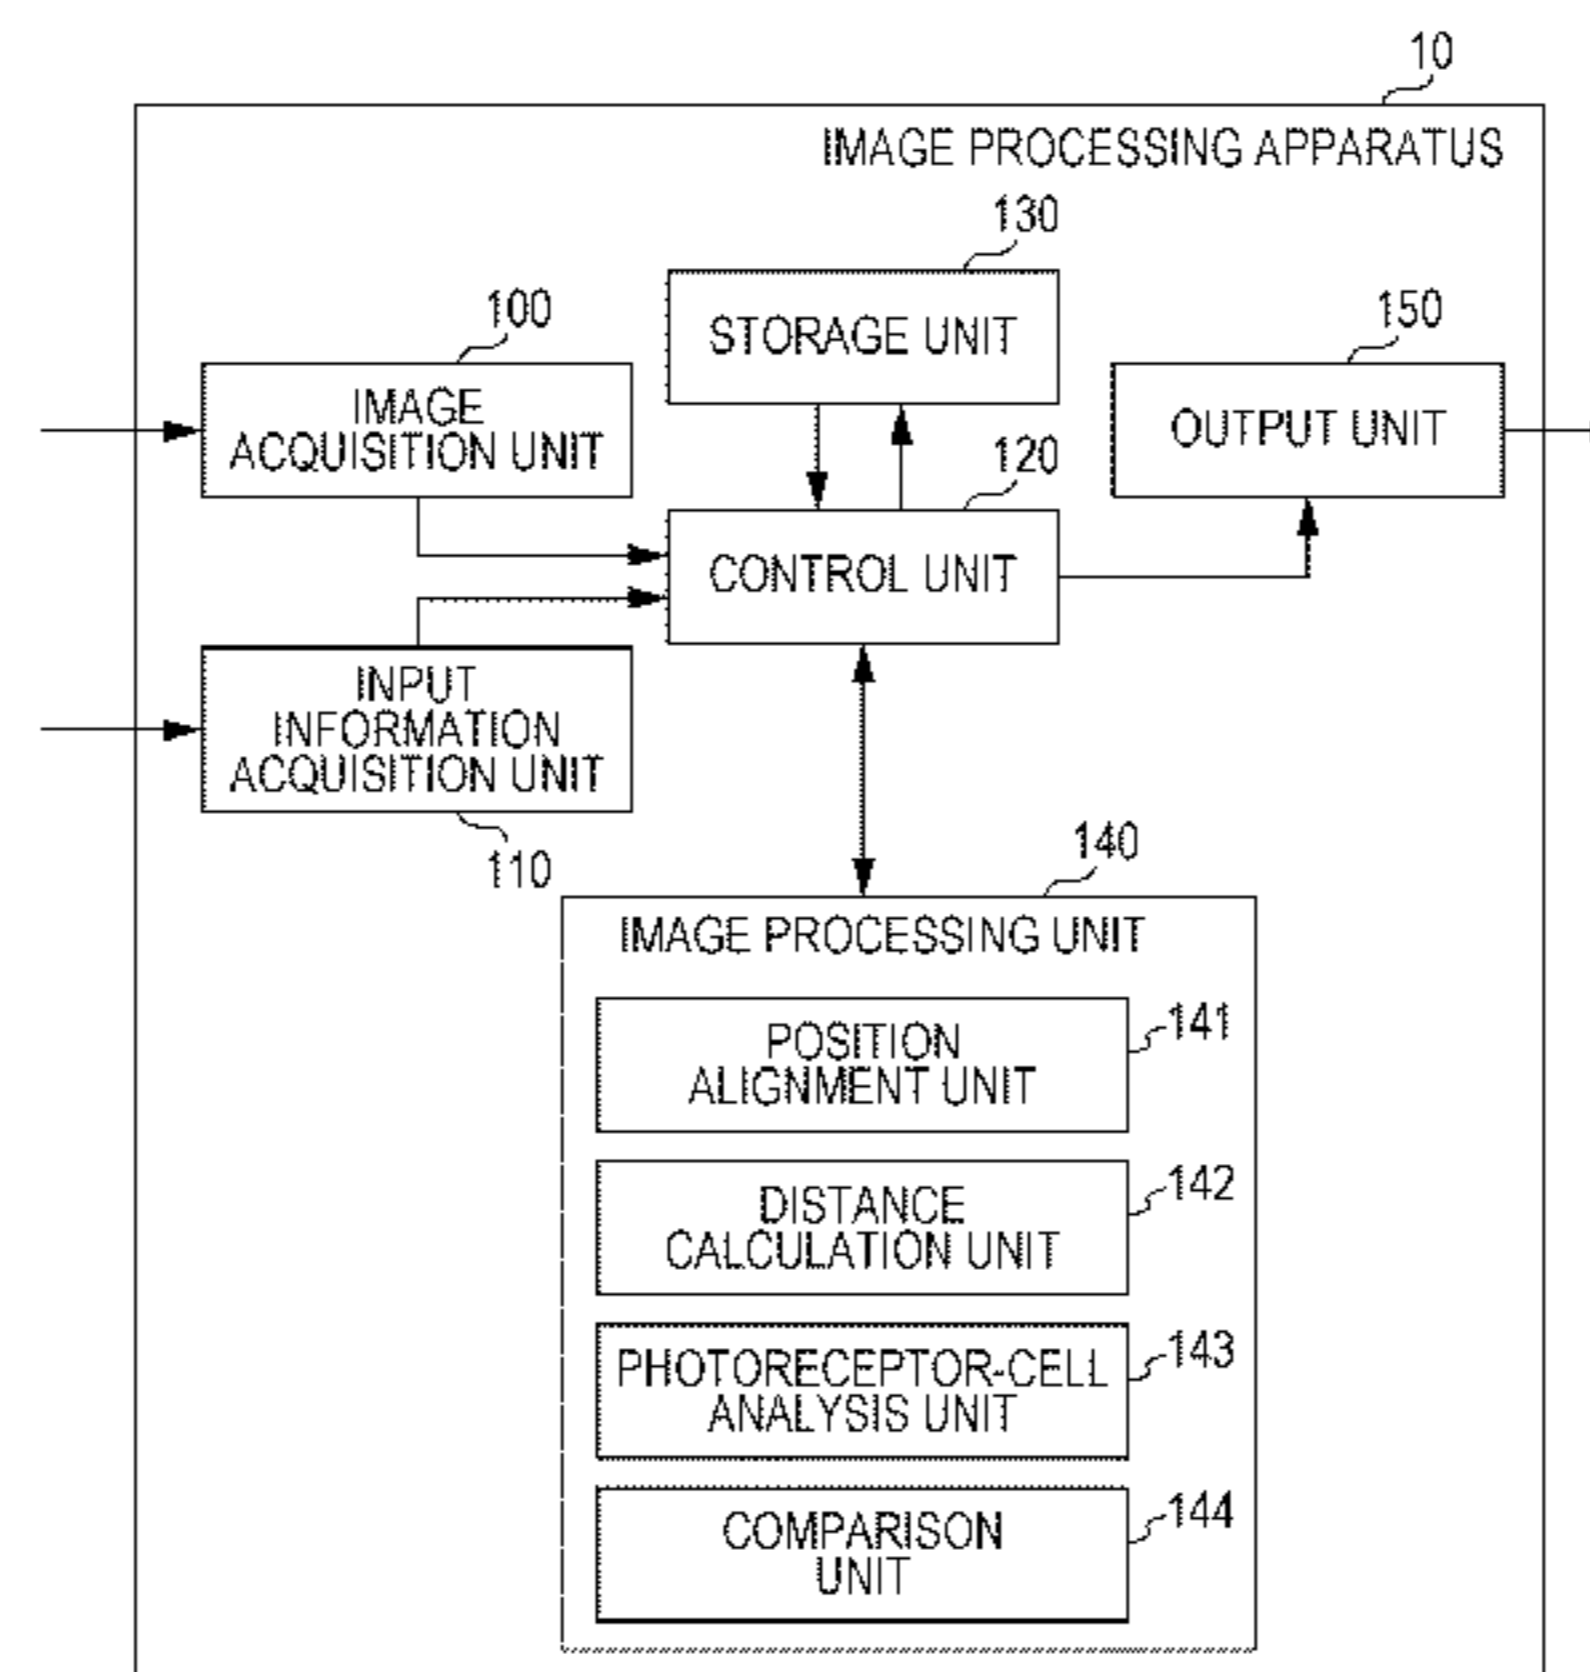 10
IMAGE PROCESSING APPARATUS
130
100
STORAGE UNIT
150
IMAGE
ACQUISITION UNIT
OUTPUT UNIT
120
CONTROL UNIT
INPUT
INFORMATION
ACQUISITION UNIT
110
140
IMAGE PROCESSING UNIT
POSITION
ALIGNMENT UNIT
141
DISTANCE
CALCULATION UNIT
142
PHOTORECEPTOR-CELL
ANALYSIS UNIT
143
COMPARISON
UNIT
144